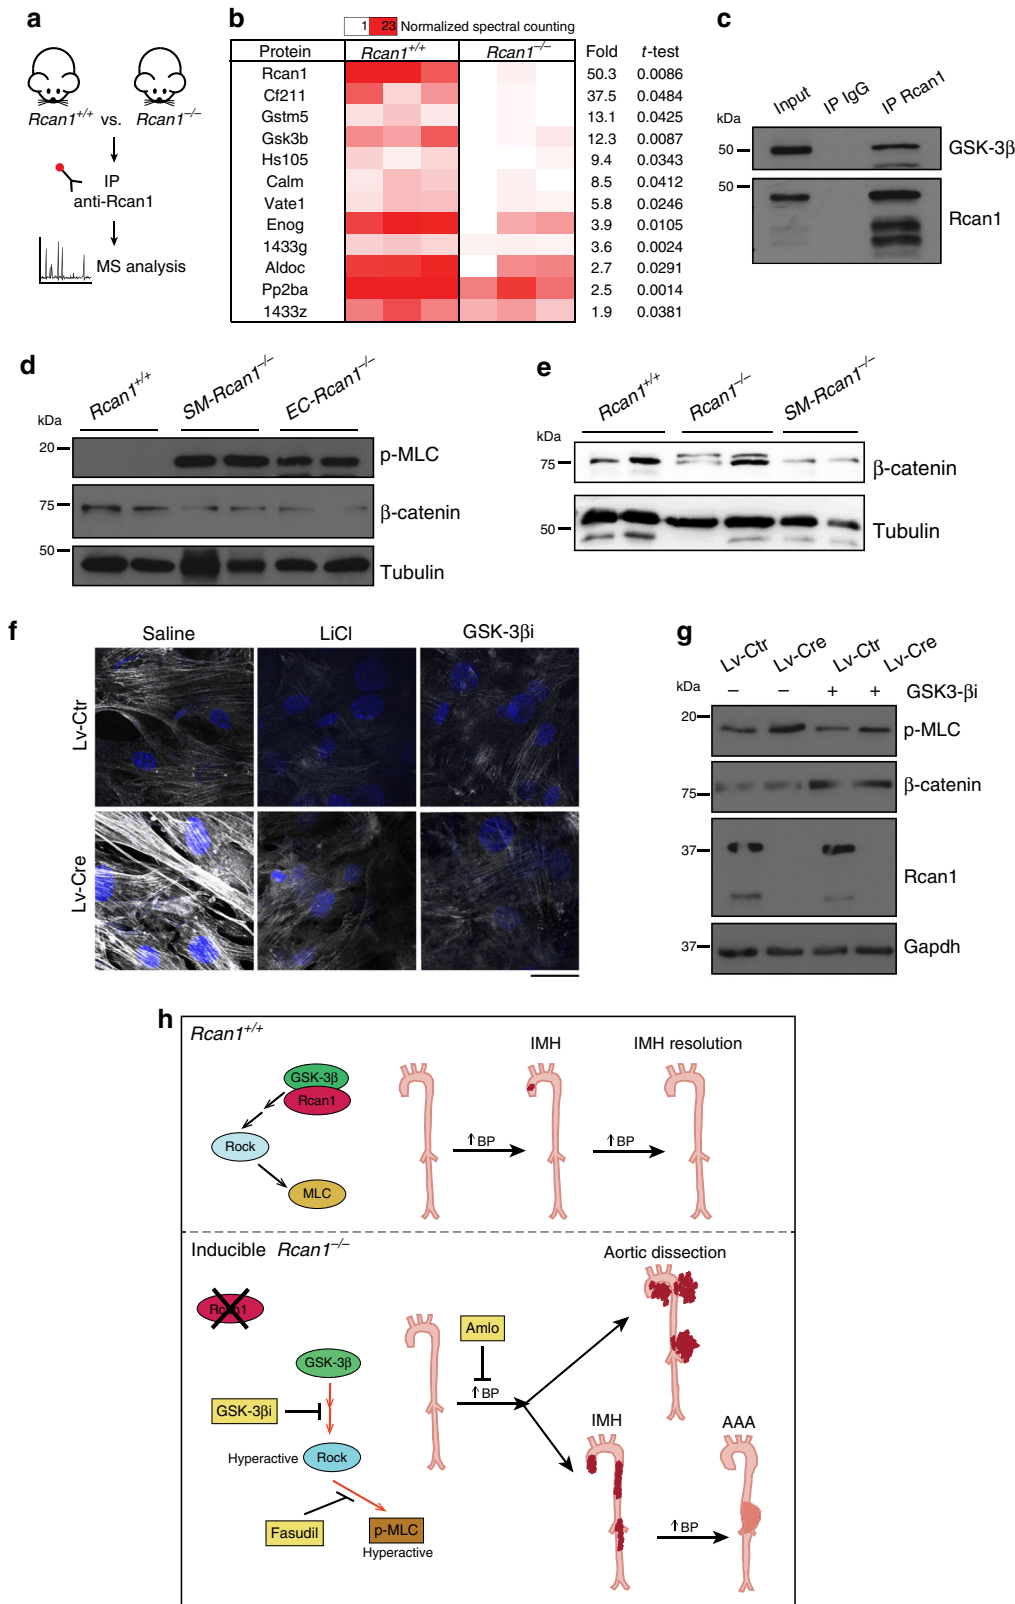 a
Rcan1+/+ vs. Rcan1–/–
IP
anti-Rcan1
MS analysis
b
1 23 Normalized spectral counting
Protein Rcan1+/+ Rcan1–/– Fold t-test
Rcan1 50.3 0.0086
Cf211 37.5 0.0484
Gstm5 13.1 0.0425
Gsk3b 12.3 0.0087
Hs105 9.4 0.0343
Calm 8.5 0.0412
Vate1 5.8 0.0246
Enog 3.9 0.0105
1433g 3.6 0.0024
Aldoc 2.7 0.0291
Pp2ba 2.5 0.0014
1433z 1.9 0.0381
c
Input IP IgG IP Rcan1
kDa
50 GSK-3β
50 Rcan1
d
Rcan1+/+ SM-Rcan1–/– EC-Rcan1–/–
kDa
20 p-MLC
75 β-catenin
50 Tubulin
e
Rcan1+/+ Rcan1–/– SM-Rcan1–/–
kDa
75 β-catenin
50 Tubulin
f
Saline LiCl GSK-3βi
Lv-Ctr
Lv-Cre
g
Lv-Ctr Lv-Cre Lv-Ctr Lv-Cre
kDa – – + + GSK3-βi
20 p-MLC
75 β-catenin
37 Rcan1
37 Gapdh
h
Rcan1+/+
GSK-3β
Rcan1
Rock
MLC
↑ BP
IMH
↑ BP
IMH resolution
Inducible Rcan1–/–
Rcan1
GSK-3β
GSK-3βi
Hyperactive Rock
Fasudil
p-MLC
Hyperactive
Amlo
↑ BP
Aortic dissection
IMH
↑ BP
AAA